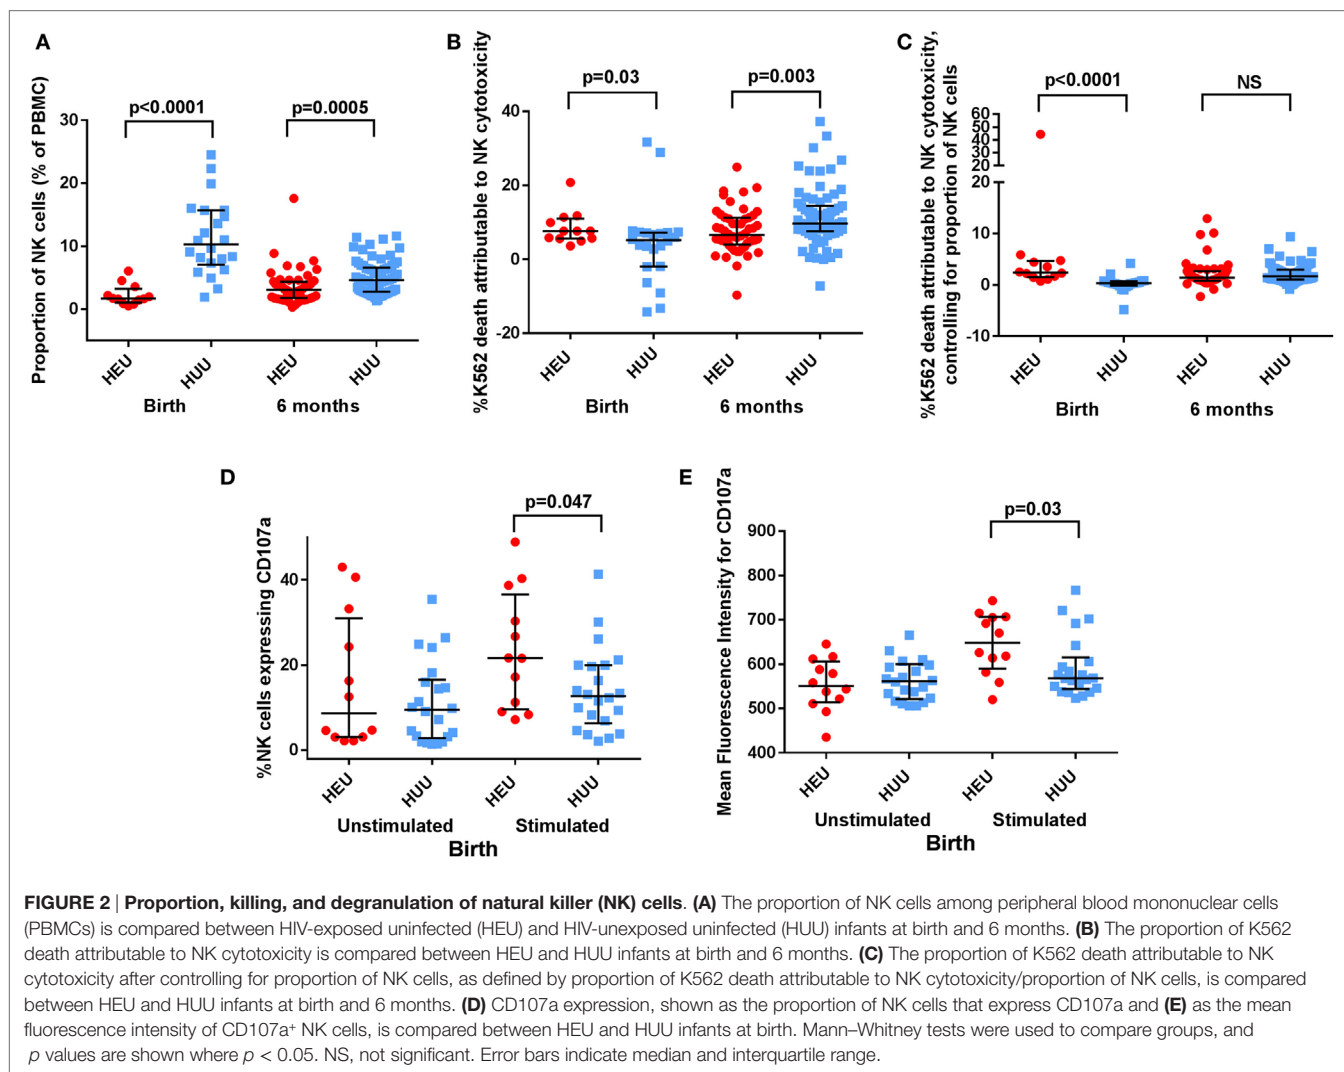 A
Proportion of NK cells (% of PBMC)
30
20
10
0
p<0.0001
p=0.0005
HEU
HUU
HEU
HUU
Birth
6 months
B
%K562 death attributable to NK cytotoxicity
40
20
0
-20
p=0.03
p=0.003
HEU
HUU
HEU
HUU
Birth
6 months
C
%K562 death attributable to NK cytotoxicity,
controlling for proportion of NK cells
60
50
40
30
20
20
10
0
-10
p<0.0001
NS
HEU
HUU
HEU
HUU
Birth
6 months
D
%NK cells expressing CD107a
40
20
0
p=0.047
HEU
HUU
HEU
HUU
Unstimulated
Stimulated
Birth
E
Mean Fluorescence Intensity for CD107a
900
800
700
600
500
400
p=0.03
HEU
HUU
HEU
HUU
Unstimulated
Stimulated
Birth
FIGURE 2 | Proportion, killing, and degranulation of natural killer (NK) cells. (A) The proportion of NK cells among peripheral blood mononuclear cells
(PBMCs) is compared between HIV-exposed uninfected (HEU) and HIV-unexposed uninfected (HUU) infants at birth and 6 months. (B) The proportion of K562
death attributable to NK cytotoxicity is compared between HEU and HUU infants at birth and 6 months. (C) The proportion of K562 death attributable to NK
cytotoxicity after controlling for proportion of NK cells, as defined by proportion of K562 death attributable to NK cytotoxicity/proportion of NK cells, is compared
between HEU and HUU infants at birth and 6 months. (D) CD107a expression, shown as the proportion of NK cells that express CD107a and (E) as the mean
fluorescence intensity of CD107a⁺ NK cells, is compared between HEU and HUU infants at birth. Mann–Whitney tests were used to compare groups, and
p values are shown where p < 0.05. NS, not significant. Error bars indicate median and interquartile range.